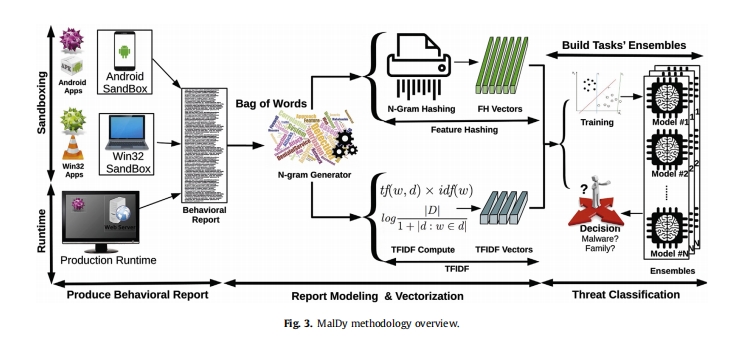 Sandboxing
Runtime
APK
Android
Apps
Win32
Apps
Android
SandBox
Win32
SandBox
Web Server
Production Runtime
Behavioral
Report
Bag of Words
N-gram Generator
N-Gram Hashing
FH Vectors
Feature Hashing
tf(w, d) × idf(w)
log |D| / 1 + |d : w ∈ d|
TFIDF Compute
TFIDF Vectors
TFIDF
Build Tasks' Ensembles
Training
Model #1
1
Model #2
2
Model #N
N
?
Decision
Malware?
Family?
Ensembles
Produce Behavioral Report
Report Modeling & Vectorization
Threat Classification
Fig. 3. MalDy methodology overview.